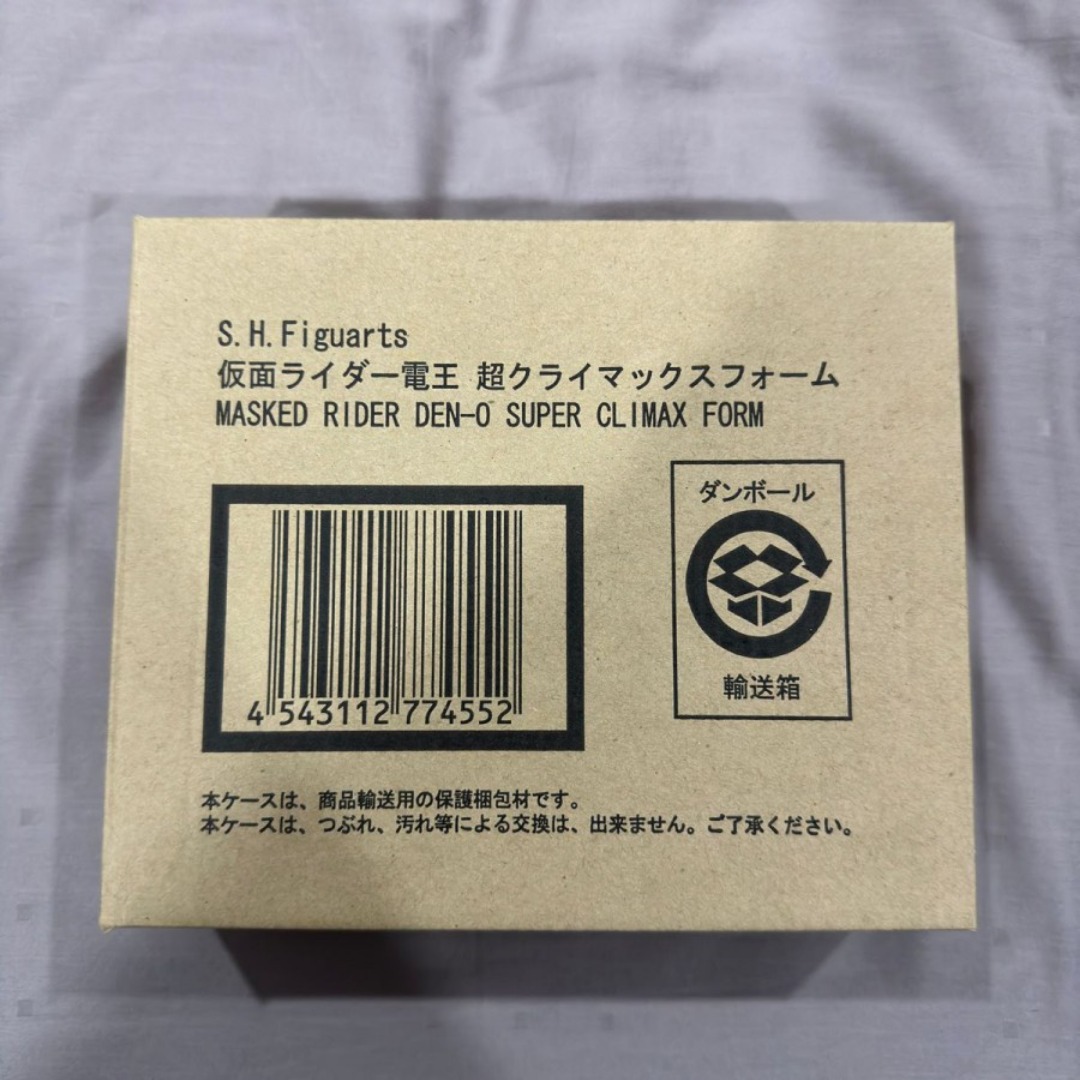 S.H.Figuarts
仮面ライダー電王 超クライマックスフォーム
MASKED RIDER DEN-O SUPER CLIMAX FORM
ダンボール
輸送箱
4 543112 774552
本ケースは、商品輸送用の保護梱包材です。
本ケースは、つぶれ、汚れ等による交換は、出来ません。ご了承ください。